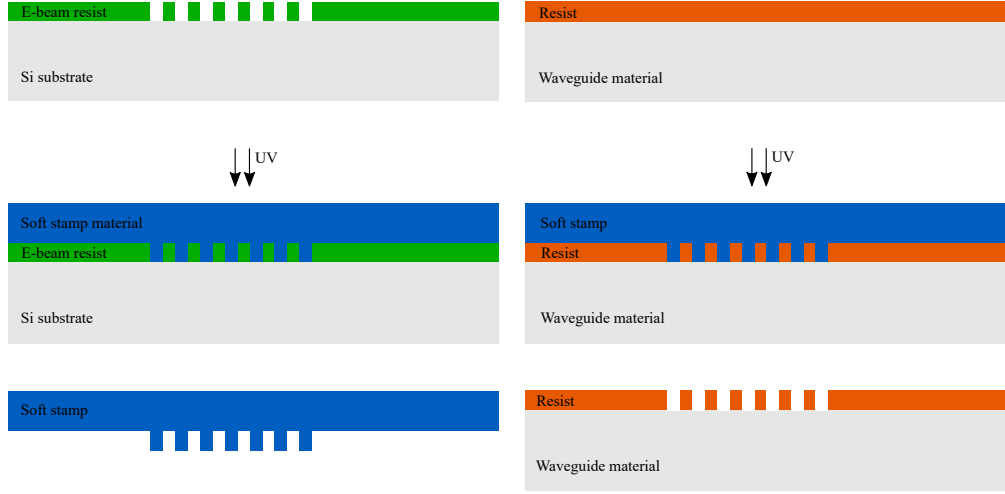 E-beam resist
Si substrate
UV
Soft stamp material
E-beam resist
Si substrate
Soft stamp
Resist
Waveguide material
UV
Soft stamp
Resist
Waveguide material
Resist
Waveguide material